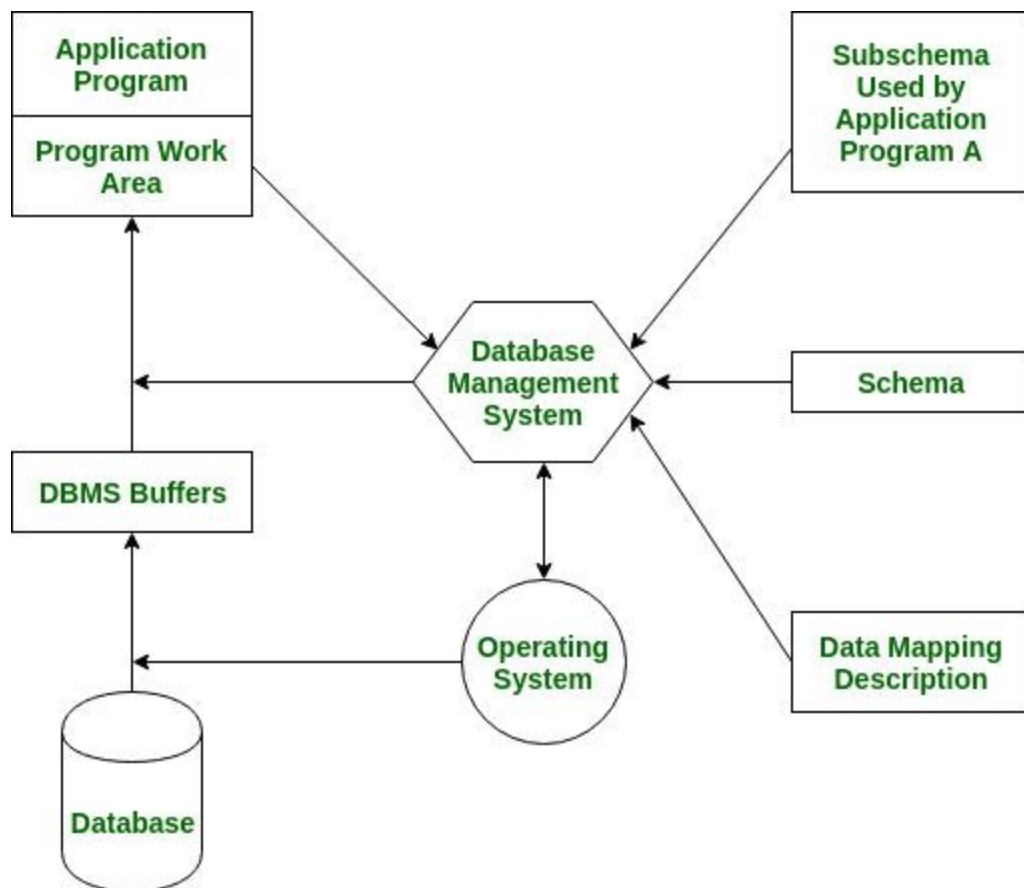 Application
Program
Program Work
Area
Subschema
Used by
Application
Program A
Database
Management
System
Schema
DBMS Buffers
Operating
System
Data Mapping
Description
Database